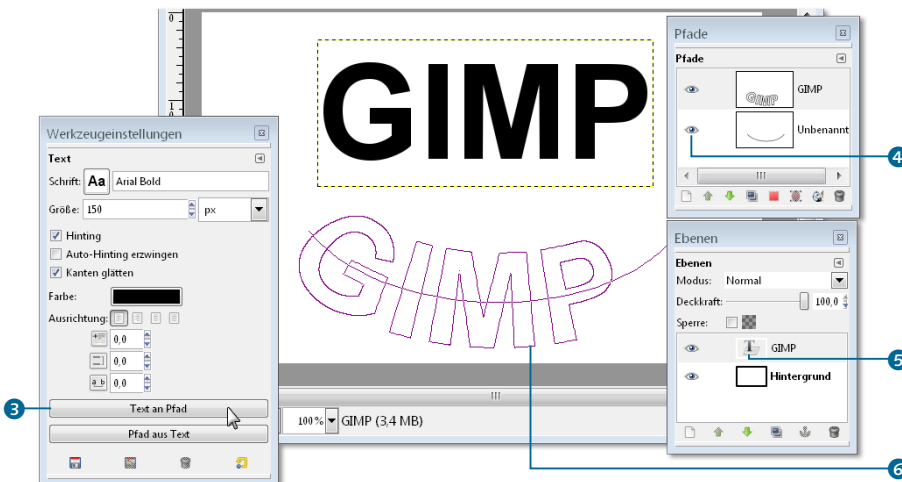 GIMP
GIMP
Werkzeugeinstellungen
Text
Schrift: Aa Arial Bold
Größe: 150 px
Hinting
Auto-Hinting erzwingen
Kanten glätten
Farbe:
Ausrichtung:
0,0
0,0
a_b 0,0
3 Text an Pfad
Pfad aus Text
100% GIMP (3,4 MB)
Pfade
Pfade
GIMP
Unbenannt
4
Ebenen
Ebenen
Modus: Normal
Deckkraft: 100,0
Sperre:
GIMP
5
Hintergrund
6